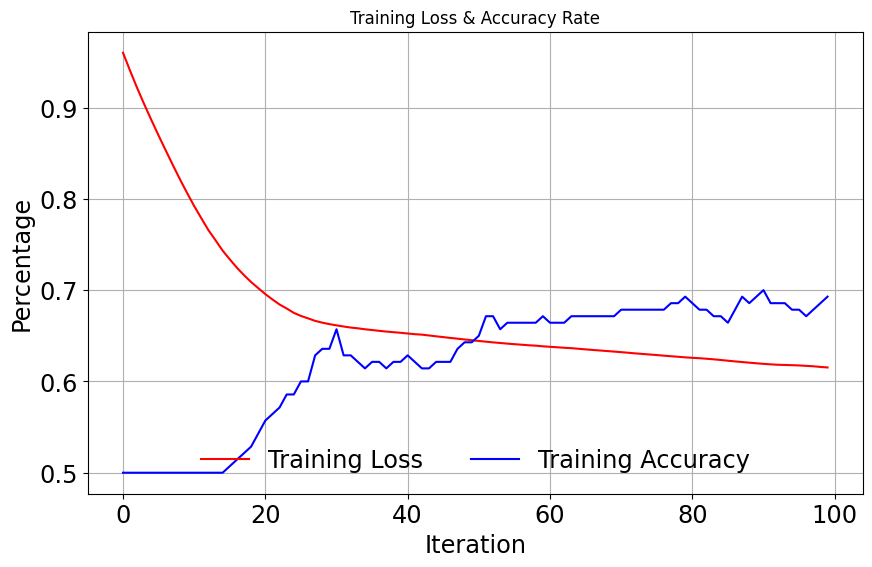 Training Loss & Accuracy Rate
Percentage
0.9
0.8
0.7
0.6
0.5
Training Loss
Training Accuracy
0
20
40
60
80
100
Iteration